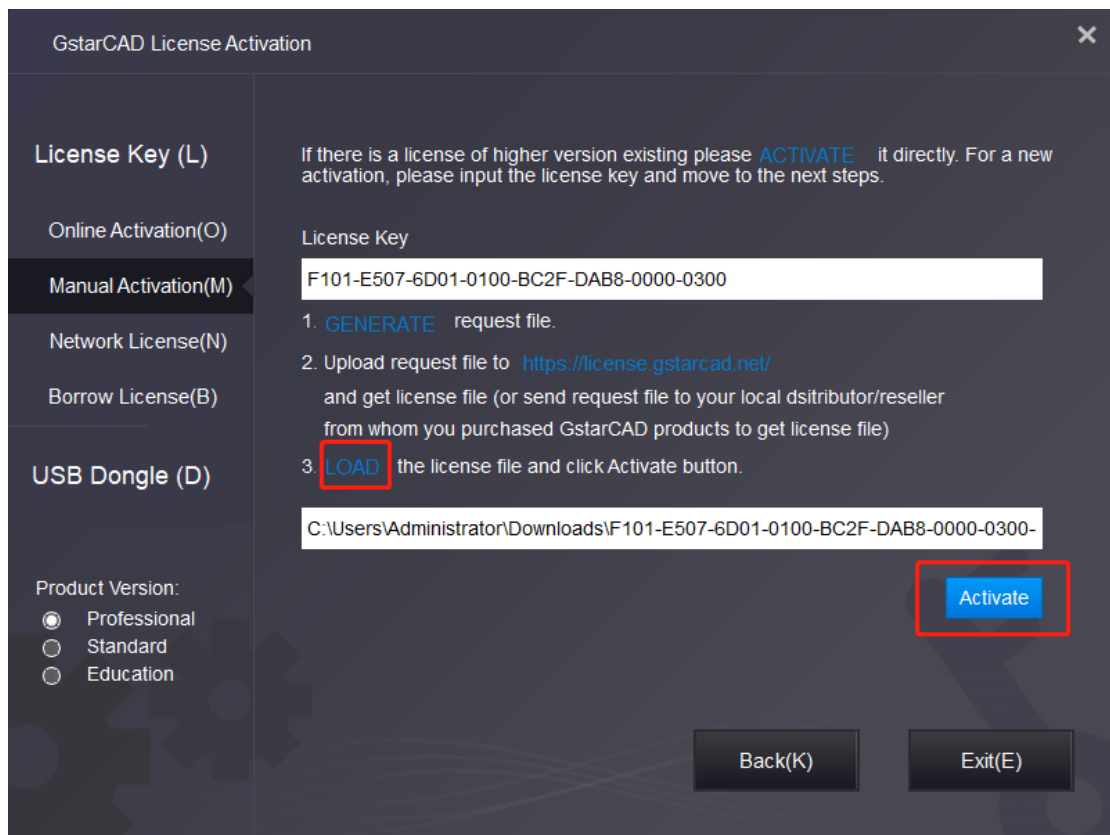 GstarCAD License Activation
License Key (L)
Online Activation(O)
Manual Activation(M)
Network License(N)
Borrow License(B)
USB Dongle (D)
Product Version:
Professional
Standard
Education
If there is a license of higher version existing please ACTIVATE it directly. For a new
activation, please input the license key and move to the next steps.
License Key
F101-E507-6D01-0100-BC2F-DAB8-0000-0300
1. GENERATE request file.
2. Upload request file to https://license.gstarcad.net/
and get license file (or send request file to your local dsitributor/reseller
from whom you purchased GstarCAD products to get license file)
3. LOAD the license file and click Activate button.
C:\Users\Administrator\Downloads\F101-E507-6D01-0100-BC2F-DAB8-0000-0300-
Activate
Back(K)
Exit(E)